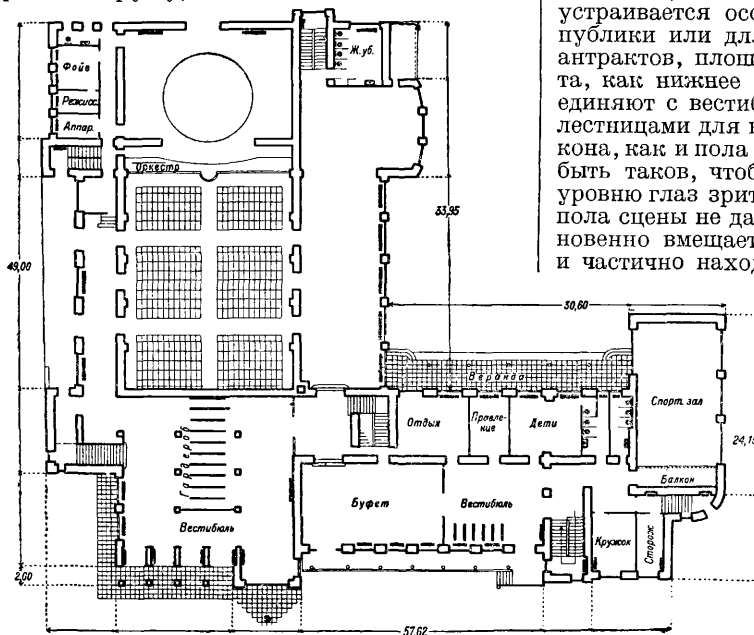 устраивается осо
публики или дл
антрактов, площ
та, как нижнее
единяют с вестиб
лестницами для
кона, как и пола
быть таков, чтоб
уровню глаз зрит
пола сцены не да
новенно вмещает
и частично наход
Фойе
Режисс.
Аппар.
Ж. уб.
Оркестр
49,00
33,95
30,60
Веранда
Отдых
Правле-
ние
Дети
Спорт. зал
24,15
Балкон
Гардероб
Вестибюль
Буфет
Вестибюль
Кружок
Сторож
2,00
57,62